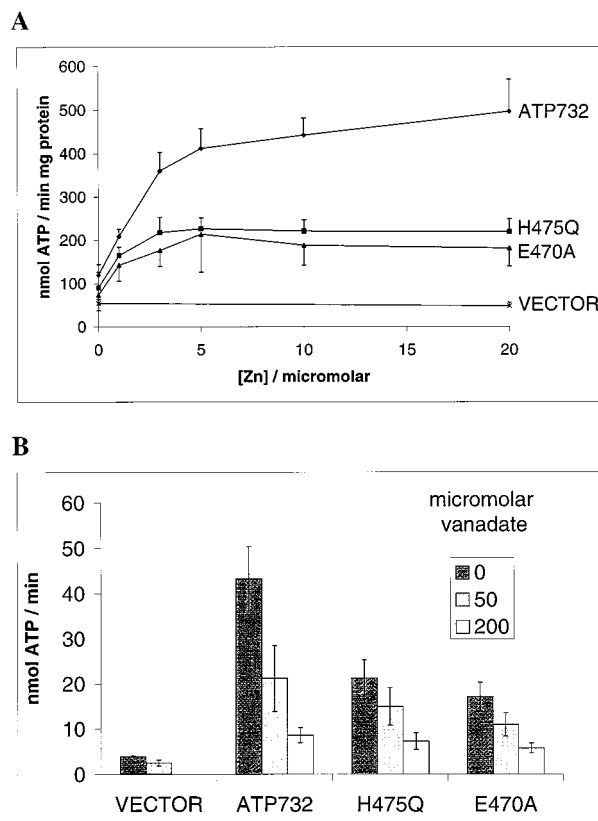 A
600
500
400
300
200
100
0
nmol ATP / min mg protein
ATP732
H475Q
E470A
VECTOR
0 5 10 15 20
[Zn] / micromolar
B
60
50
40
30
20
10
0
nmol ATP / min
micromolar
vanadate
0
50
200
VECTOR ATP732 H475Q E470A